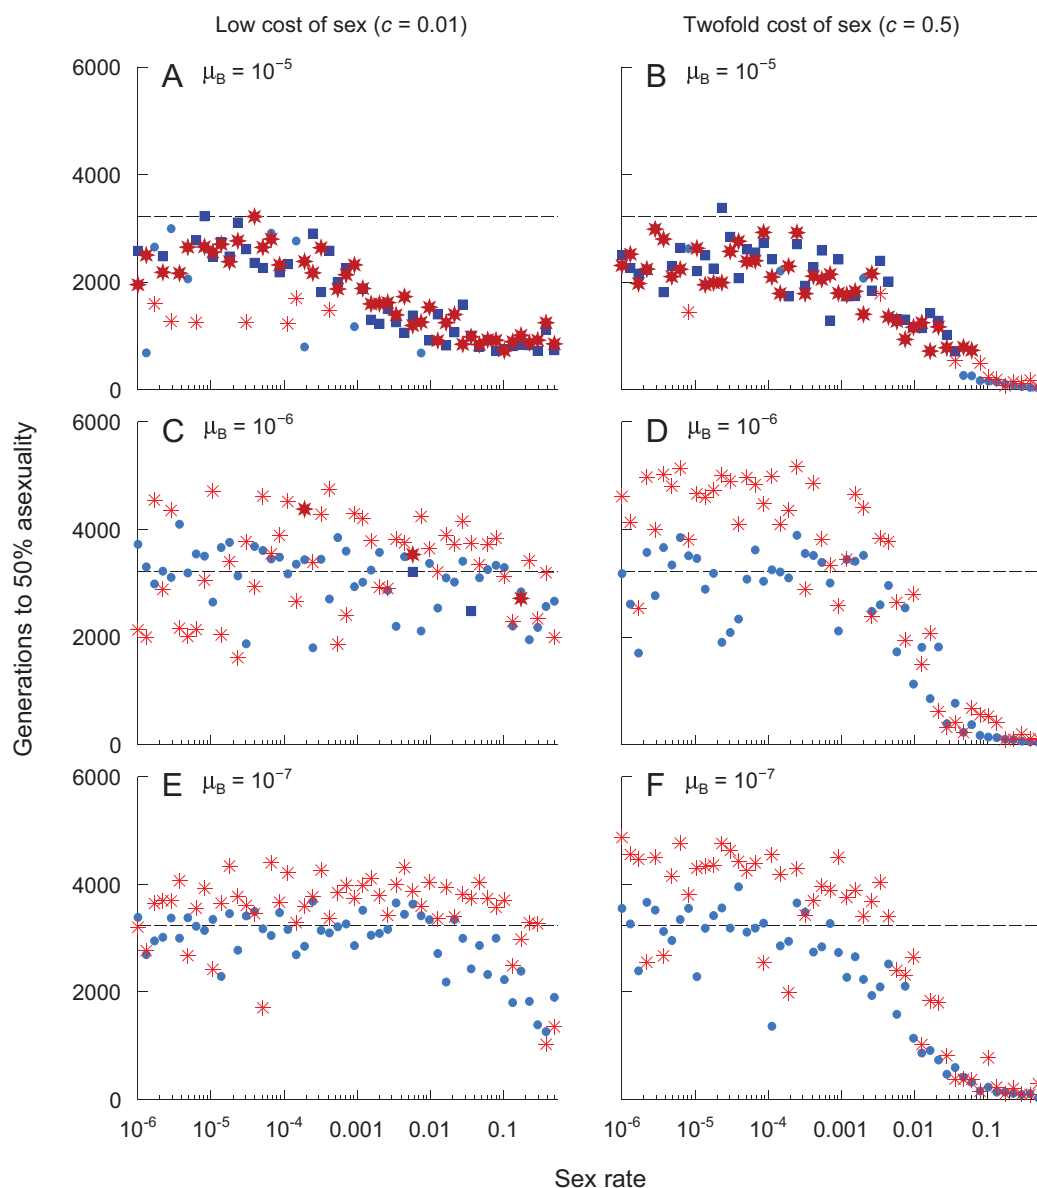 Low cost of sex (c = 0.01)
Twofold cost of sex (c = 0.5)
A μB = 10⁻⁵
B μB = 10⁻⁵
6000
4000
2000
0
C μB = 10⁻⁶
D μB = 10⁻⁶
6000
4000
2000
0
E μB = 10⁻⁷
F μB = 10⁻⁷
6000
4000
2000
0
Generations to 50% asexuality
10⁻⁶ 10⁻⁵ 10⁻⁴ 0.001 0.01 0.1
10⁻⁶ 10⁻⁵ 10⁻⁴ 0.001 0.01 0.1
Sex rate